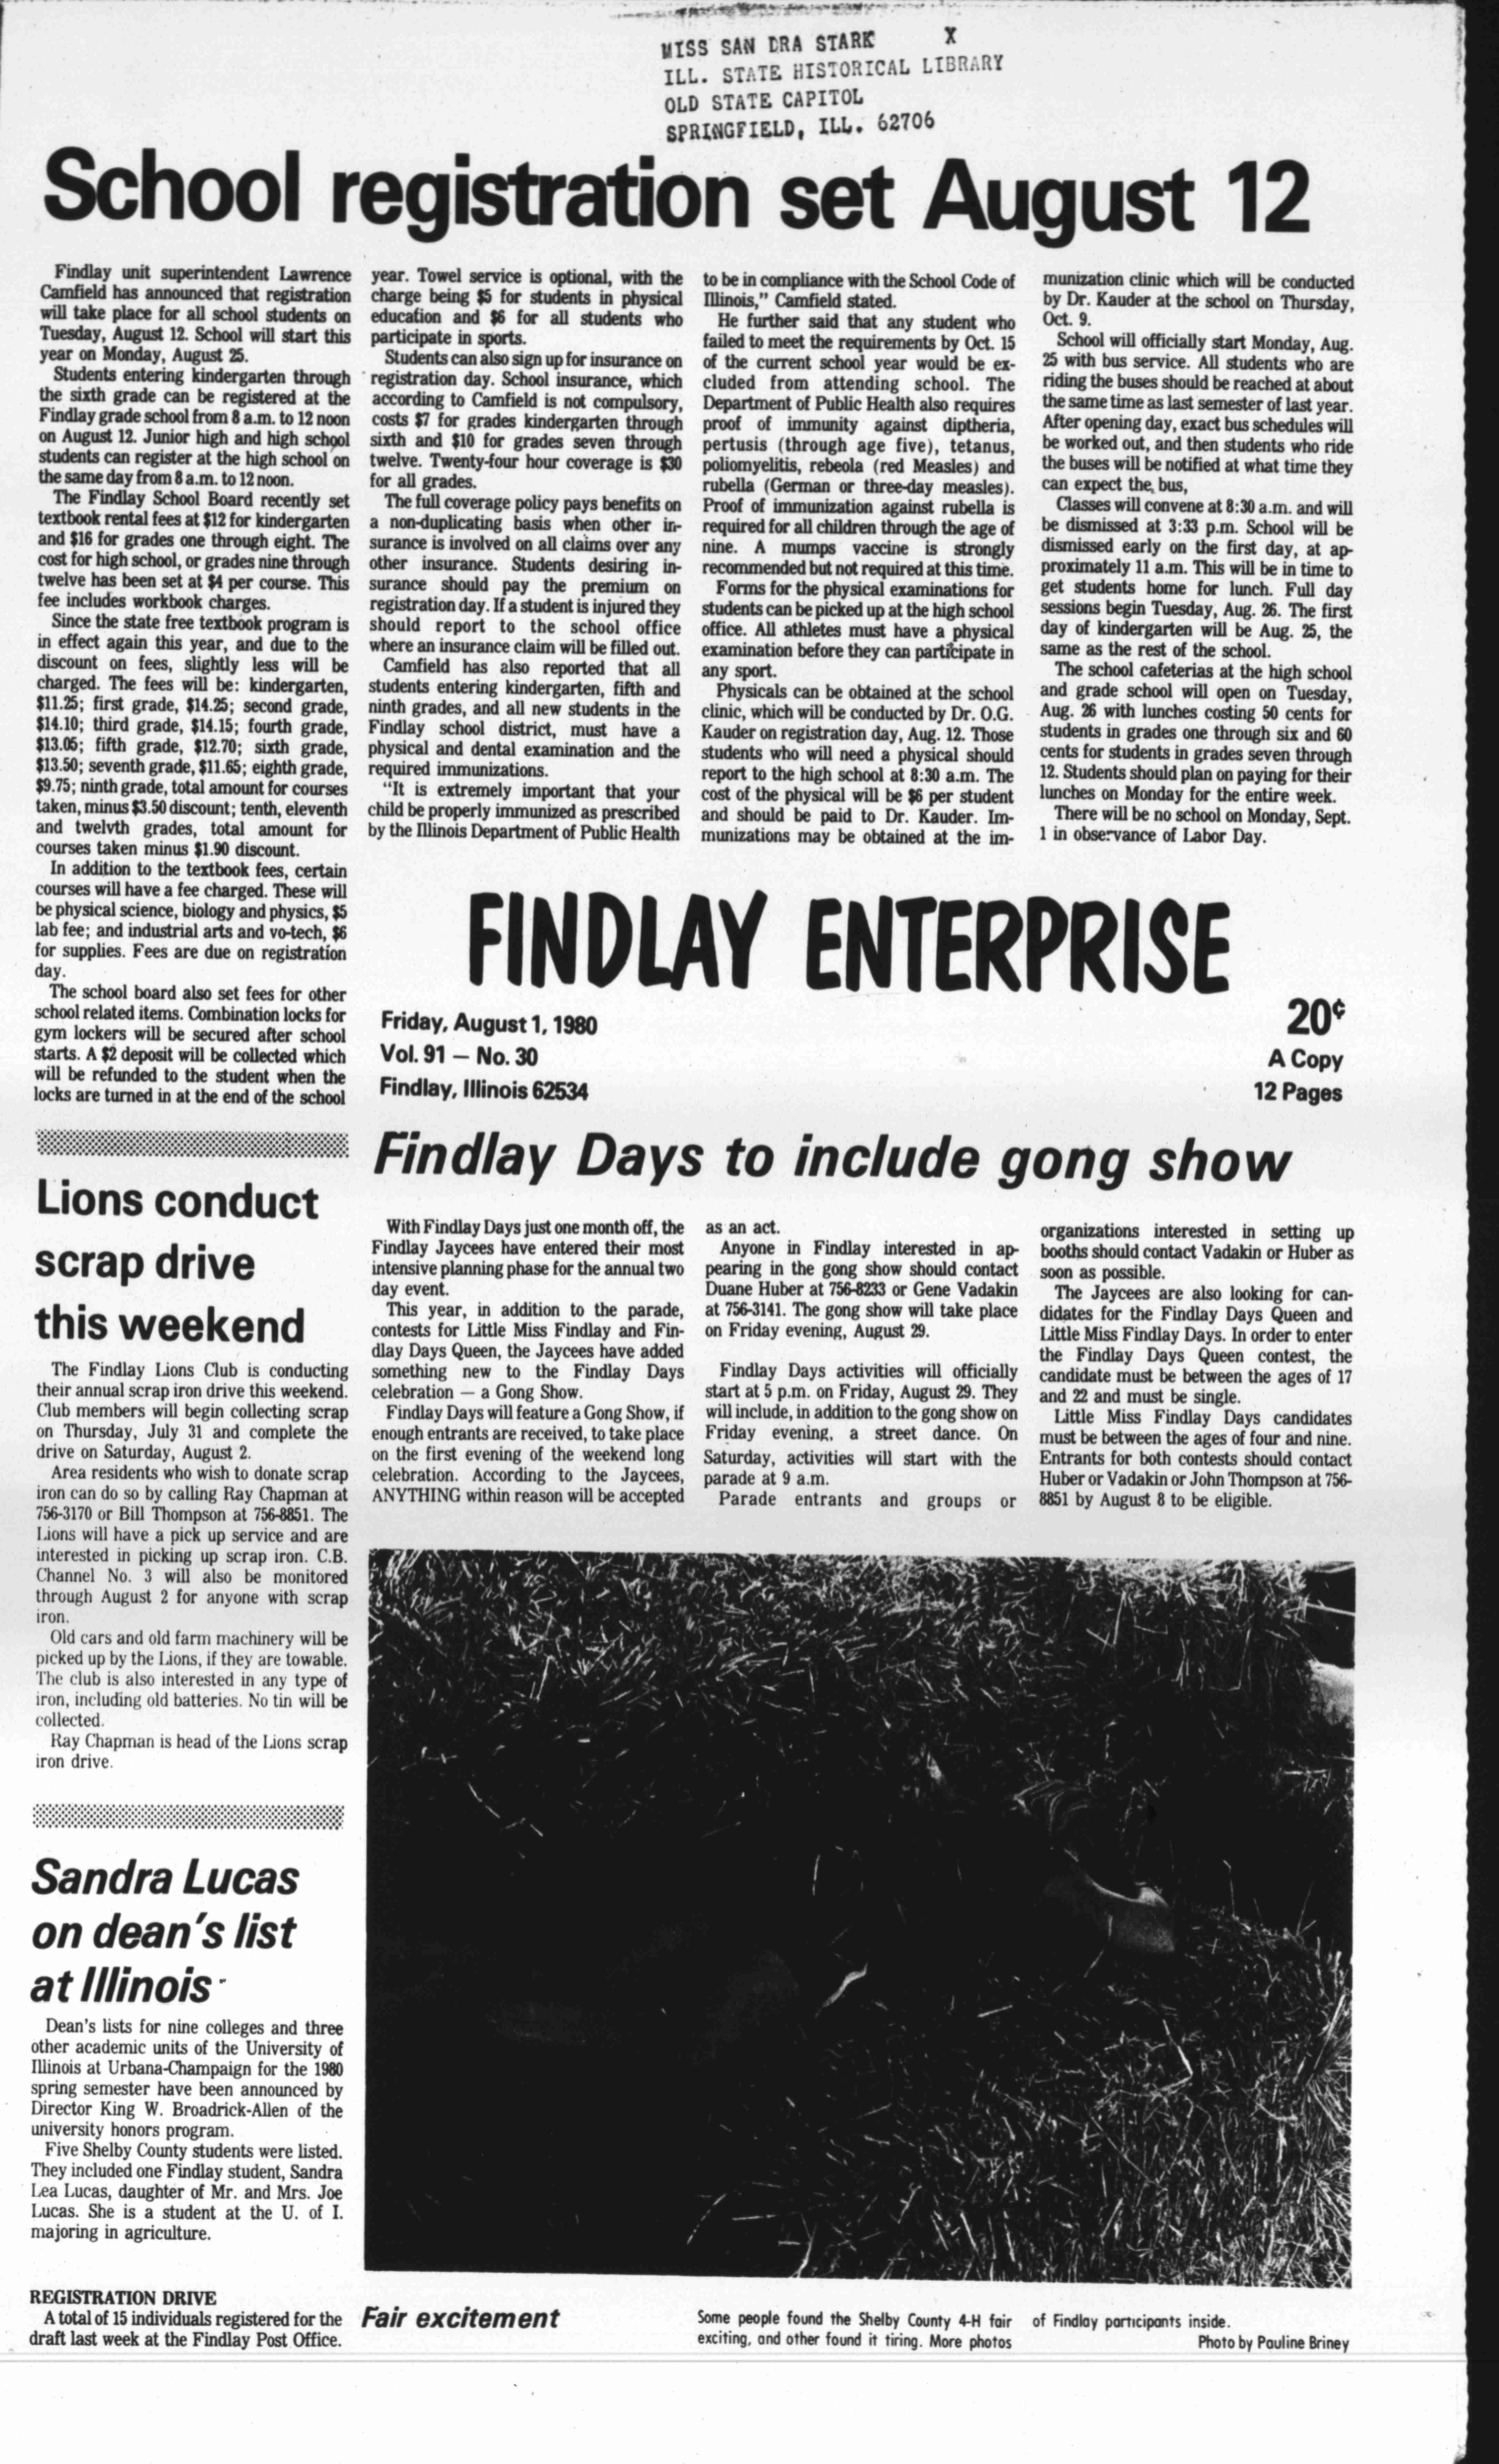 MISS SAN DRA STARK X
ILL. STATE HISTORICAL LIBRARY
OLD STATE CAPITOL
SPRINGFIELD, ILL. 62706
School registration set August 12
Findlay unit superintendent Lawrence
Camfield has announced that registration
will take place for all school students on
Tuesday, August 12. School will start this
year on Monday, August 25.
Students entering kindergarten through
the sixth grade can be registered at the
Findlay grade school from 8 a.m. to 12 noon
on August 12. Junior high and high school
students can register at the high school on
the same day from 8 a.m. to 12 noon.
The Findlay School Board recently set
textbook rental fees at $12 for kindergarten
and $16 for grades one through eight. The
cost for high school, or grades nine through
twelve has been set at $4 per course. This
fee includes workbook charges.
Since the state free textbook program is
in effect again this year, and due to the
discount on fees, slightly less will be
charged. The fees will be: kindergarten,
$11.25; first grade, $14.25; second grade,
$14.10; third grade, $14.15; fourth grade,
$13.05; fifth grade, $12.70; sixth grade,
$13.50; seventh grade, $11.65; eighth grade,
$9.75; ninth grade, total amount for courses
taken, minus $3.50 discount; tenth, eleventh
and twelvth grades, total amount for
courses taken minus $1.90 discount.
In addition to the textbook fees, certain
courses will have a fee charged. These will
be physical science, biology and physics, $5
lab fee; and industrial arts and vo-tech, $6
for supplies. Fees are due on registration
day.
The school board also set fees for other
school related items. Combination locks for
gym lockers will be secured after school
starts. A $2 deposit will be collected which
will be refunded to the student when the
locks are turned in at the end of the school
year. Towel service is optional, with the
charge being $5 for students in physical
education and $6 for all students who
participate in sports.
Students can also sign up for insurance on
registration day. School insurance, which
according to Camfield is not compulsory,
costs $7 for grades kindergarten through
sixth and $10 for grades seven through
twelve. Twenty-four hour coverage is $30
for all grades.
The full coverage policy pays benefits on
a non-duplicating basis when other in-
surance is involved on all claims over any
other insurance. Students desiring in-
surance should pay the premium on
registration day. If a student is injured they
should report to the school office
where an insurance claim will be filled out.
Camfield has also reported that all
students entering kindergarten, fifth and
ninth grades, and all new students in the
Findlay school district, must have a
physical and dental examination and the
required immunizations.
"It is extremely important that your
child be properly immunized as prescribed
by the Illinois Department of Public Health
to be in compliance with the School Code of
Illinois," Camfield stated.
He further said that any student who
failed to meet the requirements by Oct. 15
of the current school year would be ex-
cluded from attending school. The
Department of Public Health also requires
proof of immunity against diptheria,
pertusis (through age five), tetanus,
poliomyelitis, rebeola (red Measles) and
rubella (German or three-day measles).
Proof of immunization against rubella is
required for all children through the age of
nine. A mumps vaccine is strongly
recommended but not required at this time.
Forms for the physical examinations for
students can be picked up at the high school
office. All athletes must have a physical
examination before they can participate in
any sport.
Physicals can be obtained at the school
clinic, which will be conducted by Dr. O.G.
Kauder on registration day, Aug. 12. Those
students who will need a physical should
report to the high school at 8:30 a.m. The
cost of the physical will be $6 per student
and should be paid to Dr. Kauder. Im-
munizations may be obtained at the im-
munization clinic which will be conducted
by Dr. Kauder at the school on Thursday,
Oct. 9.
School will officially start Monday, Aug.
25 with bus service. All students who are
riding the buses should be reached at about
the same time as last semester of last year.
After opening day, exact bus schedules will
be worked out, and then students who ride
the buses will be notified at what time they
can expect the bus,
Classes will convene at 8:30 a.m. and will
be dismissed at 3:33 p.m. School will be
dismissed early on the first day, at ap-
proximately 11 a.m. This will be in time to
get students home for lunch. Full day
sessions begin Tuesday, Aug. 26. The first
day of kindergarten will be Aug. 25, the
same as the rest of the school.
The school cafeterias at the high school
and grade school will open on Tuesday,
Aug. 26 with lunches costing 50 cents for
students in grades one through six and 60
cents for students in grades seven through
12. Students should plan on paying for their
lunches on Monday for the entire week.
There will be no school on Monday, Sept.
1 in observance of Labor Day.
FINDLAY ENTERPRISE
Friday, August 1, 1980
Vol. 91 — No. 30
Findlay, Illinois 62534
20¢
A Copy
12 Pages
Lions conduct
scrap drive
this weekend
The Findlay Lions Club is conducting
their annual scrap iron drive this weekend.
Club members will begin collecting scrap
on Thursday, July 31 and complete the
drive on Saturday, August 2.
Area residents who wish to donate scrap
iron can do so by calling Ray Chapman at
756-3170 or Bill Thompson at 756-8851. The
Lions will have a pick up service and are
interested in picking up scrap iron. C.B.
Channel No. 3 will also be monitored
through August 2 for anyone with scrap
iron.
Old cars and old farm machinery will be
picked up by the Lions, if they are towable.
The club is also interested in any type of
iron, including old batteries. No tin will be
collected.
Ray Chapman is head of the Lions scrap
iron drive.
Sandra Lucas
on dean's list
at Illinois
Dean's lists for nine colleges and three
other academic units of the University of
Illinois at Urbana-Champaign for the 1980
spring semester have been announced by
Director King W. Broadrick-Allen of the
university honors program.
Five Shelby County students were listed.
They included one Findlay student, Sandra
Lea Lucas, daughter of Mr. and Mrs. Joe
Lucas. She is a student at the U. of I.
majoring in agriculture.
REGISTRATION DRIVE
A total of 15 individuals registered for the
draft last week at the Findlay Post Office.
Findlay Days to include gong show
With Findlay Days just one month off, the
Findlay Jaycees have entered their most
intensive planning phase for the annual two
day event.
This year, in addition to the parade,
contests for Little Miss Findlay and Fin-
dlay Days Queen, the Jaycees have added
something new to the Findlay Days
celebration — a Gong Show.
Findlay Days will feature a Gong Show, if
enough entrants are received, to take place
on the first evening of the weekend long
celebration. According to the Jaycees,
ANYTHING within reason will be accepted
as an act.
Anyone in Findlay interested in ap-
pearing in the gong show should contact
Duane Huber at 756-8233 or Gene Vadakin
at 756-3141. The gong show will take place
on Friday evening, August 29.
Findlay Days activities will officially
start at 5 p.m. on Friday, August 29. They
will include, in addition to the gong show on
Friday evening, a street dance. On
Saturday, activities will start with the
parade at 9 a.m.
Parade entrants and groups or
organizations interested in setting up
booths should contact Vadakin or Huber as
soon as possible.
The Jaycees are also looking for can-
didates for the Findlay Days Queen and
Little Miss Findlay Days. In order to enter
the Findlay Days Queen contest, the
candidate must be between the ages of 17
and 22 and must be single.
Little Miss Findlay Days candidates
must be between the ages of four and nine.
Entrants for both contests should contact
Huber or Vadakin or John Thompson at 756-
8851 by August 8 to be eligible.
Fair excitement
Some people found the Shelby County 4-H fair
exciting, and other found it tiring. More photos
of Findlay participants inside.
Photo by Pauline Briney